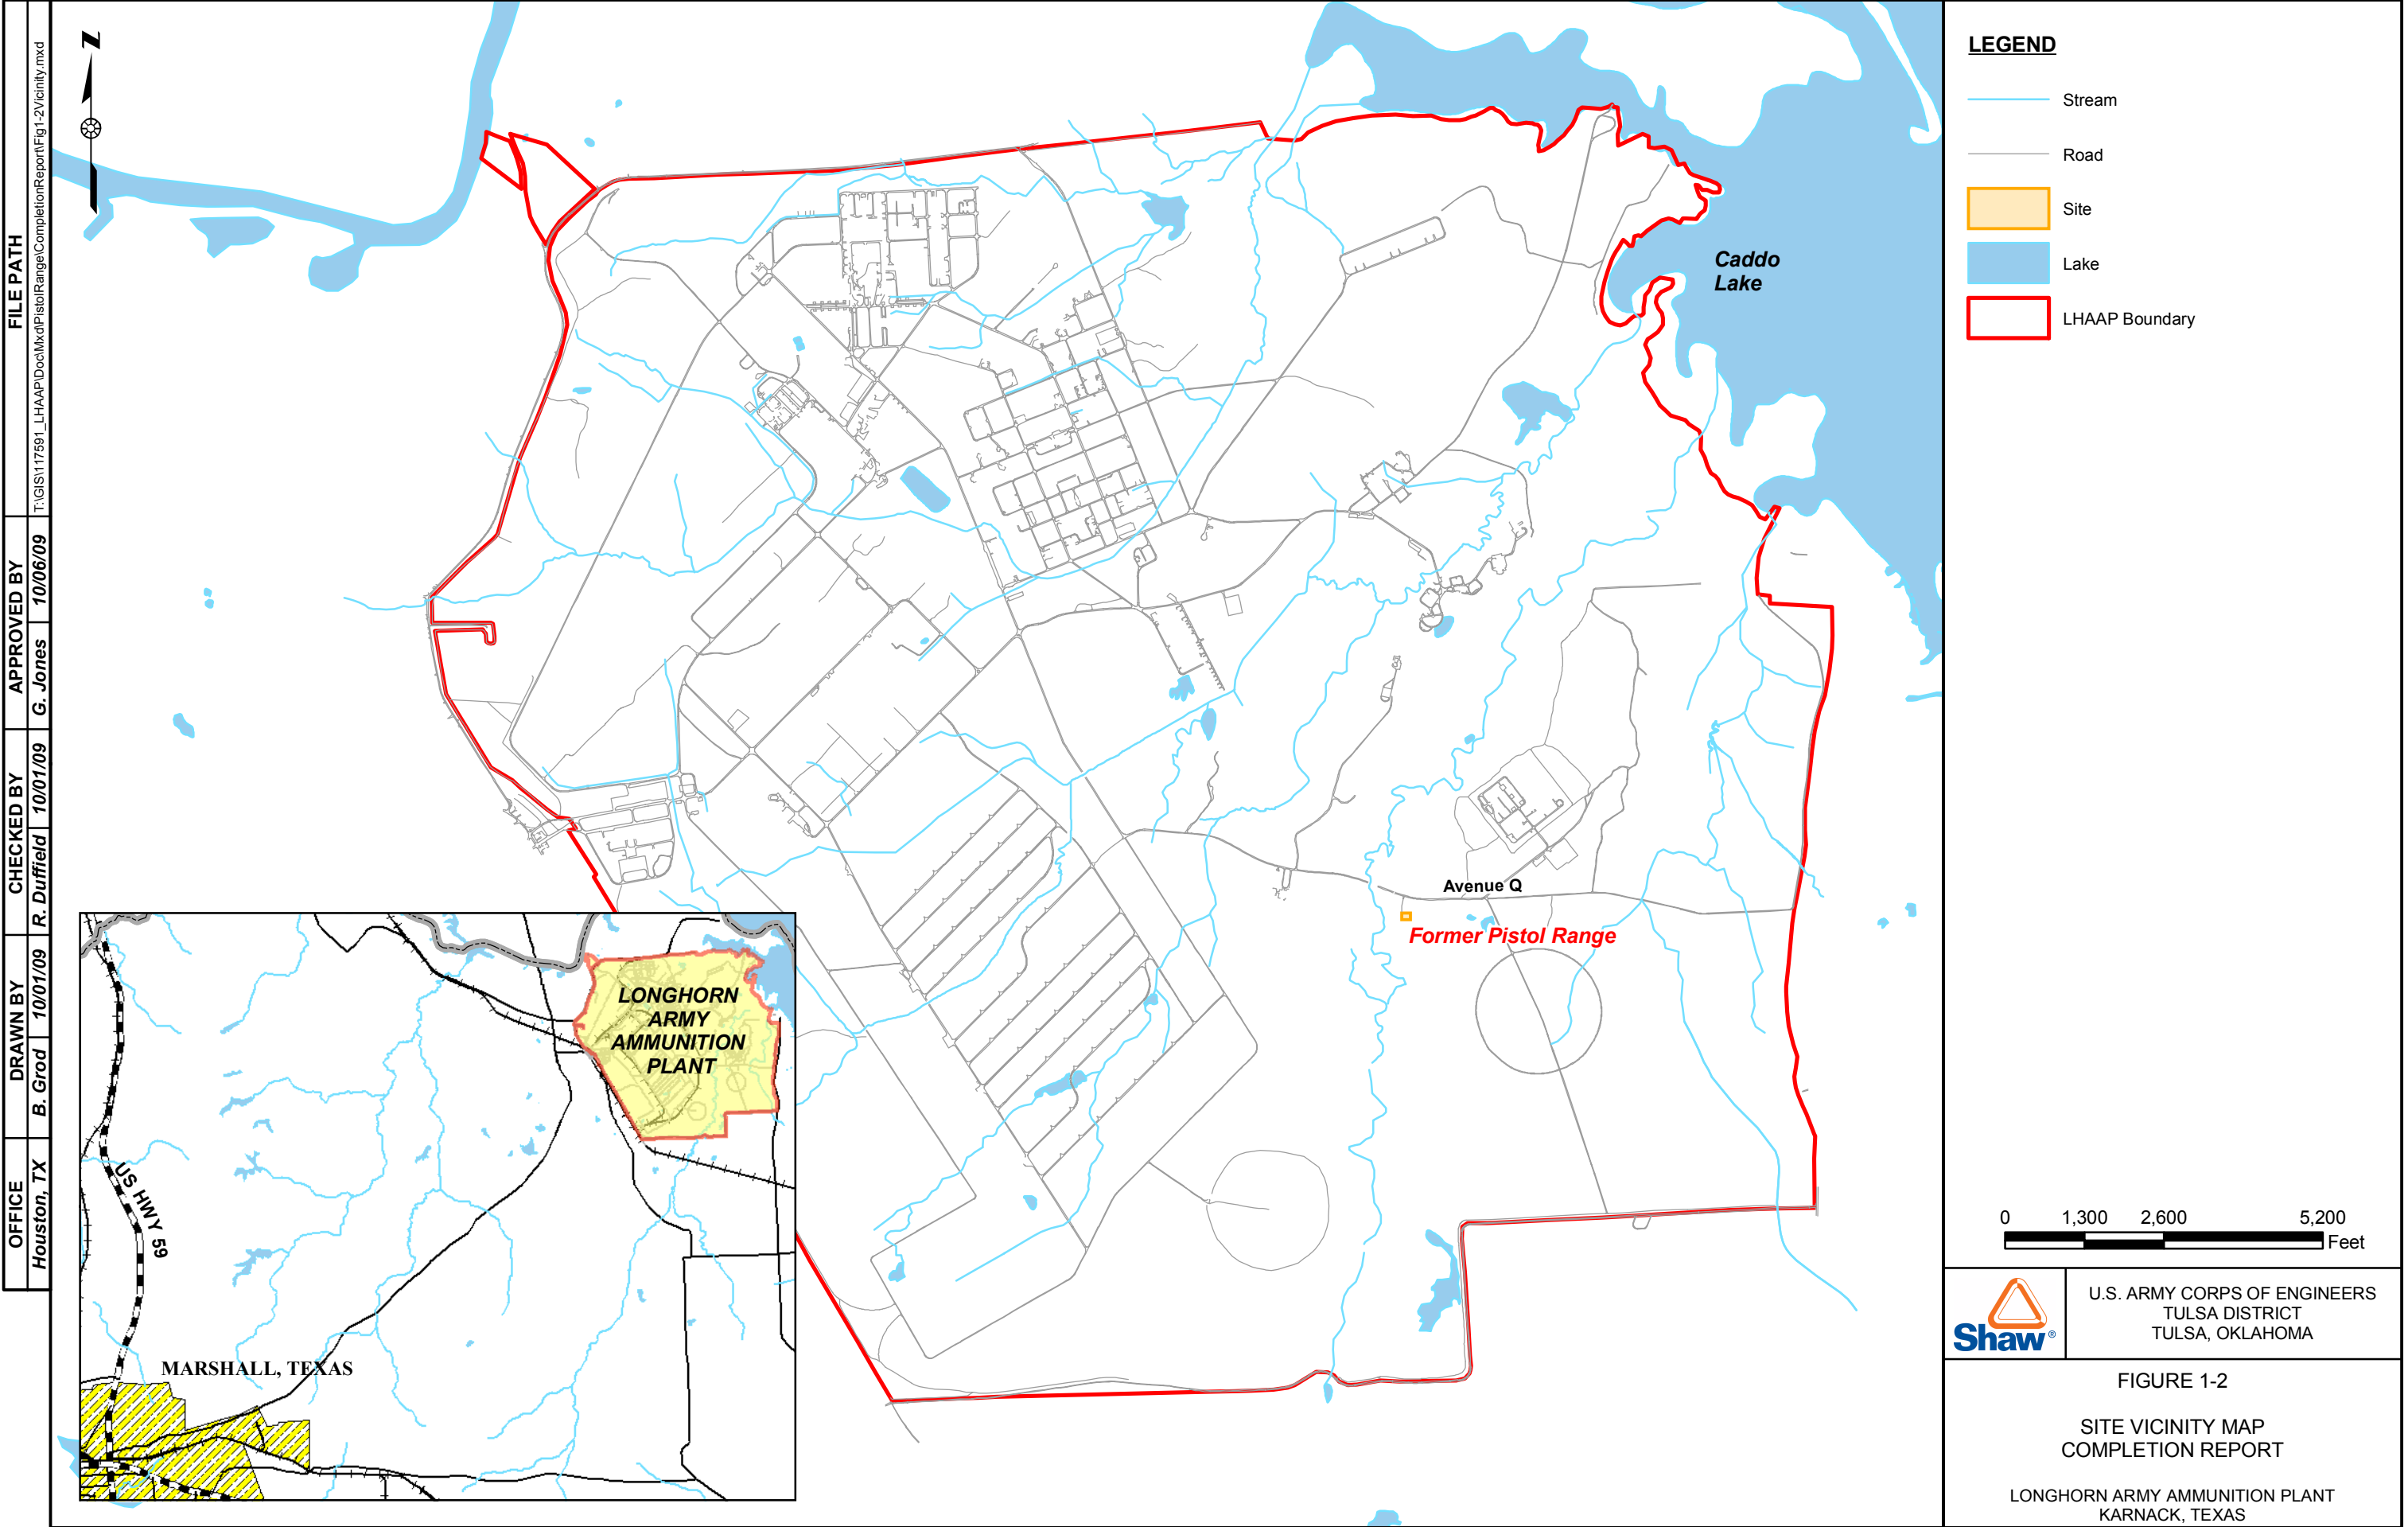 FILE PATH
T:\GIS\117591_LHAAP\Doc\Mxd\PistolRange\CompletionReport\Fig1-2Vicinity.mxd
APPROVED BY
G. Jones 10/06/09
CHECKED BY
R. Duffield 10/01/09
DRAWN BY
B. Grod 10/01/09
OFFICE
Houston, TX
N
Caddo
Lake
Avenue Q
Former Pistol Range
LONGHORN
ARMY
AMMUNITION
PLANT
US HWY 59
MARSHALL, TEXAS
LEGEND
Stream
Road
Site
Lake
LHAAP Boundary
0 1,300 2,600 5,200
Feet
Shaw®
U.S. ARMY CORPS OF ENGINEERS
TULSA DISTRICT
TULSA, OKLAHOMA
FIGURE 1-2
SITE VICINITY MAP
COMPLETION REPORT
LONGHORN ARMY AMMUNITION PLANT
KARNACK, TEXAS